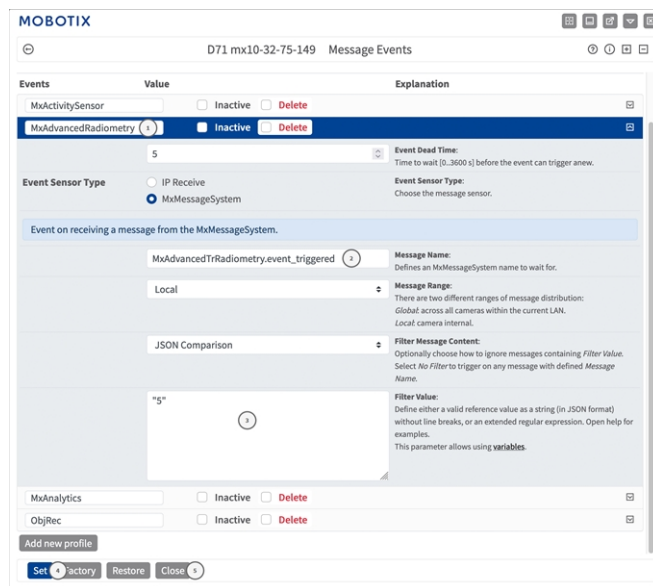 MOBOTIX
D71 mx10-32-75-149 Message Events
Events Value Explanation
MxActivitySensor Inactive Delete
MxAdvancedRadiometry 1 Inactive Delete
5
Event Dead Time:
Time to wait [0..3600 s] before the event can trigger anew.
Event Sensor Type
IP Receive
MxMessageSystem
Event Sensor Type:
Choose the message sensor.
Event on receiving a message from the MxMessageSystem.
MxAdvancedTrRadiometry.event_triggered 2
Message Name:
Defines an MxMessageSystem name to wait for.
Local
Message Range:
There are two different ranges of message distribution:
Global: across all cameras within the current LAN.
Local: camera internal.
JSON Comparison
Filter Message Content:
Optionally choose how to ignore messages containing Filter Value.
Select No Filter to trigger on any message with defined Message
Name.
"5"
3
Filter Value:
Define either a valid reference value as a string (in JSON format)
without line breaks, or an extended regular expression. Open help for
examples.
This parameter allows using variables.
MxAnalytics Inactive Delete
ObjRec Inactive Delete
Add new profile
Set 4 Factory Restore Close 5